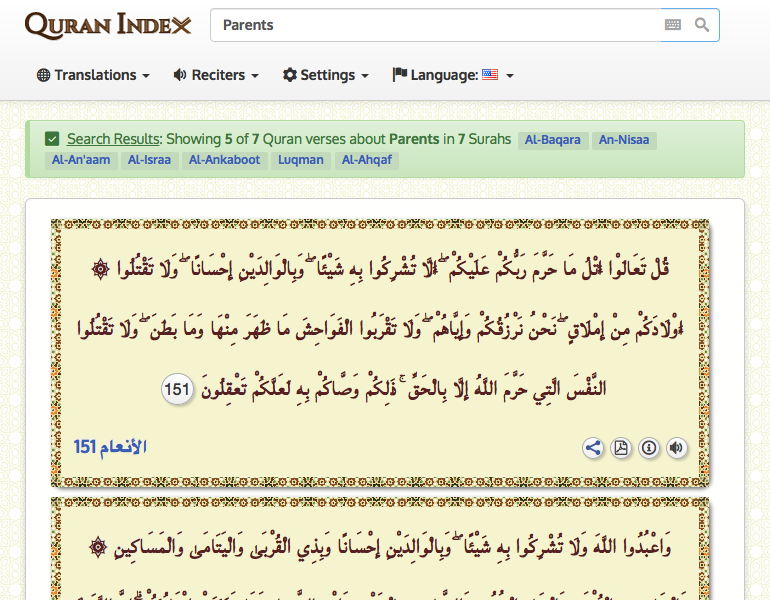 QURAN INDEX
Parents
Translations Reciters Settings Language:
Search Results: Showing 5 of 7 Quran verses about Parents in 7 Surahs Al-Baqara An-Nisaa
Al-An'aam Al-Israa Al-Ankaboot Luqman Al-Ahqaf
۞ قُلْ تَعَالَوْا أَتْلُ مَا حَرَّمَ رَبُّكُمْ عَلَيْكُمْ ۖ أَلَّا تُشْرِكُوا بِهِ شَيْئًا ۖ وَبِالْوَالِدَيْنِ إِحْسَانًا ۖ وَلَا تَقْتُلُوا
أَوْلَادَكُمْ مِنْ إِمْلَاقٍ ۖ نَحْنُ نَرْزُقُكُمْ وَإِيَّاهُمْ ۖ وَلَا تَقْرَبُوا الْفَوَاحِشَ مَا ظَهَرَ مِنْهَا وَمَا بَطَنَ ۖ وَلَا تَقْتُلُوا
النَّفْسَ الَّتِي حَرَّمَ اللَّهُ إِلَّا بِالْحَقِّ ۚ ذَٰلِكُمْ وَصَّاكُمْ بِهِ لَعَلَّكُمْ تَعْقِلُونَ 151
الأنعام 151
۞ وَاعْبُدُوا اللَّهَ وَلَا تُشْرِكُوا بِهِ شَيْئًا ۖ وَبِالْوَالِدَيْنِ إِحْسَانًا وَبِذِي الْقُرْبَىٰ وَالْيَتَامَىٰ وَالْمَسَاكِينِ